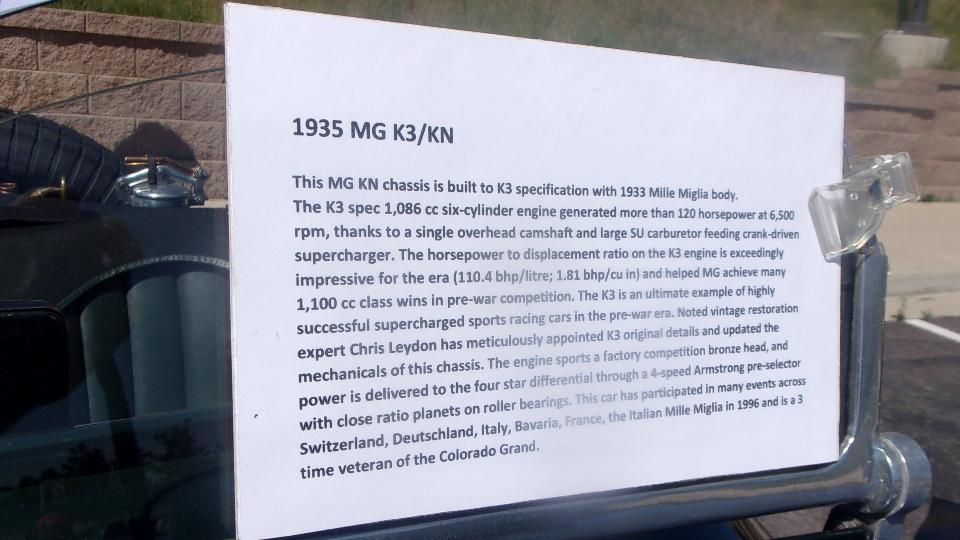 1935 MG K3/KN
This MG KN chassis is built to K3 specification with 1933 Mille Miglia body.
The K3 spec 1,086 cc six-cylinder engine generated more than 120 horsepower at 6,500
rpm, thanks to a single overhead camshaft and large SU carburetor feeding crank-driven
supercharger. The horsepower to displacement ratio on the K3 engine is exceedingly
impressive for the era (110.4 bhp/litre; 1.81 bhp/cu in) and helped MG achieve many
1,100 cc class wins in pre-war competition. The K3 is an ultimate example of highly
successful supercharged sports racing cars in the pre-war era. Noted vintage restoration
expert Chris Leydon has meticulously appointed K3 original details and updated the
mechanicals of this chassis. The engine sports a factory competition bronze head, and
power is delivered to the four star differential through a 4-speed Armstrong pre-selector
with close ratio planets on roller bearings. This car has participated in many events across
Switzerland, Deutschland, Italy, Bavaria, France, the Italian Mille Miglia in 1996 and is a 3
time veteran of the Colorado Grand.